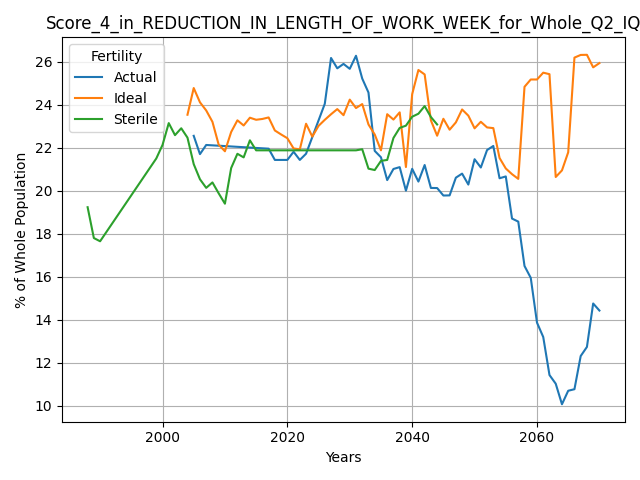 Score_4_in_REDUCTION_IN_LENGTH_OF_WORK_WEEK_for_Whole_Q2_IQ
Fertility
Actual
Ideal
Sterile
% of Whole Population
26
24
22
20
18
16
14
12
10
2000 2020 2040 2060
Years